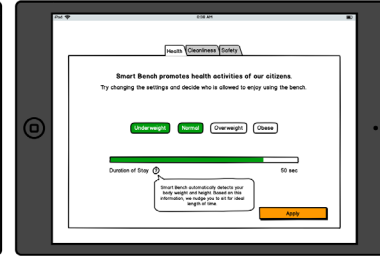 iPad
9:08 AM
Health Cleanliness Safety
Smart Bench promotes health activities of our citizens.
Try changing the settings and decide who is allowed to enjoy using the bench.
Underweight Normal Overweight Obese
Duration of Stay ? 50 sec
Smart Bench automatically detects your
body weight and height. Based on this
information, we nudge you to sit for ideal
length of time.
Apply